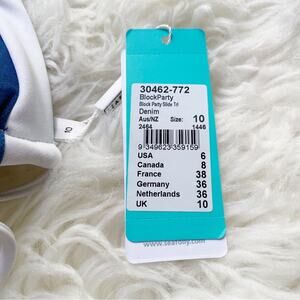 30462-772
BlockParty
Block Party Slide Tri
Denim
Aus/NZ Size: 10
2464 1446
9 349623 359159
USA 6
Canada 8
France 38
Germany 36
Netherlands 36
UK 10
www.seafolly.com
10